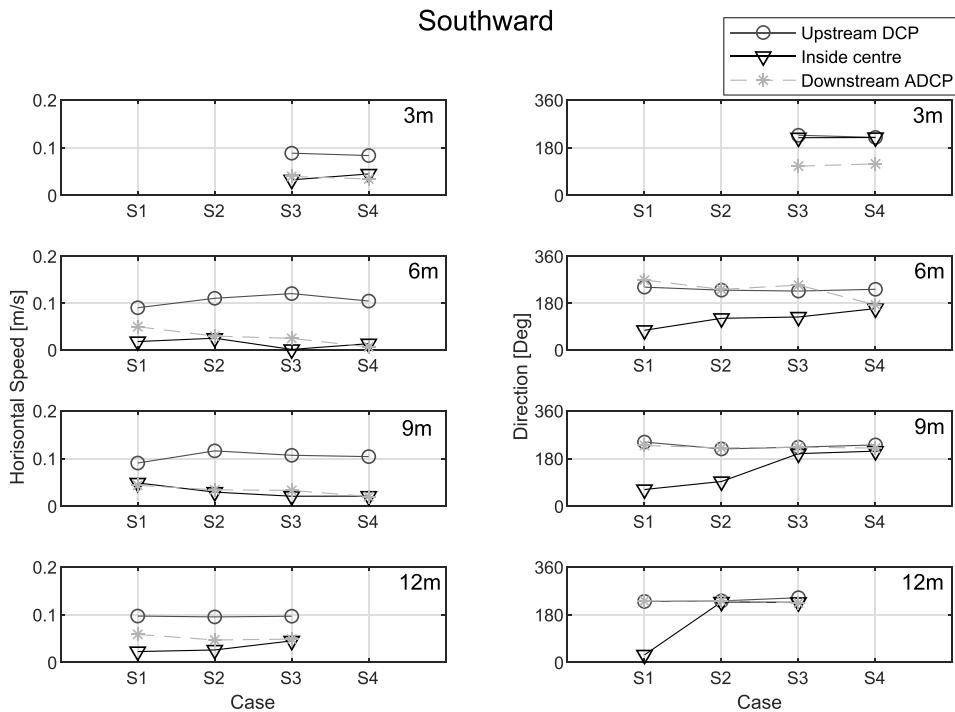 Southward
Upstream DCP
Inside centre
Downstream ADCP
Horisontal Speed [m/s]
0.2
0.1
0
3m
S1 S2 S3 S4
0.2
0.1
0
6m
S1 S2 S3 S4
0.2
0.1
0
9m
S1 S2 S3 S4
0.2
0.1
0
12m
S1 S2 S3 S4
Case
Direction [Deg]
360
180
0
3m
S1 S2 S3 S4
360
180
0
6m
S1 S2 S3 S4
360
180
0
9m
S1 S2 S3 S4
360
180
0
12m
S1 S2 S3 S4
Case